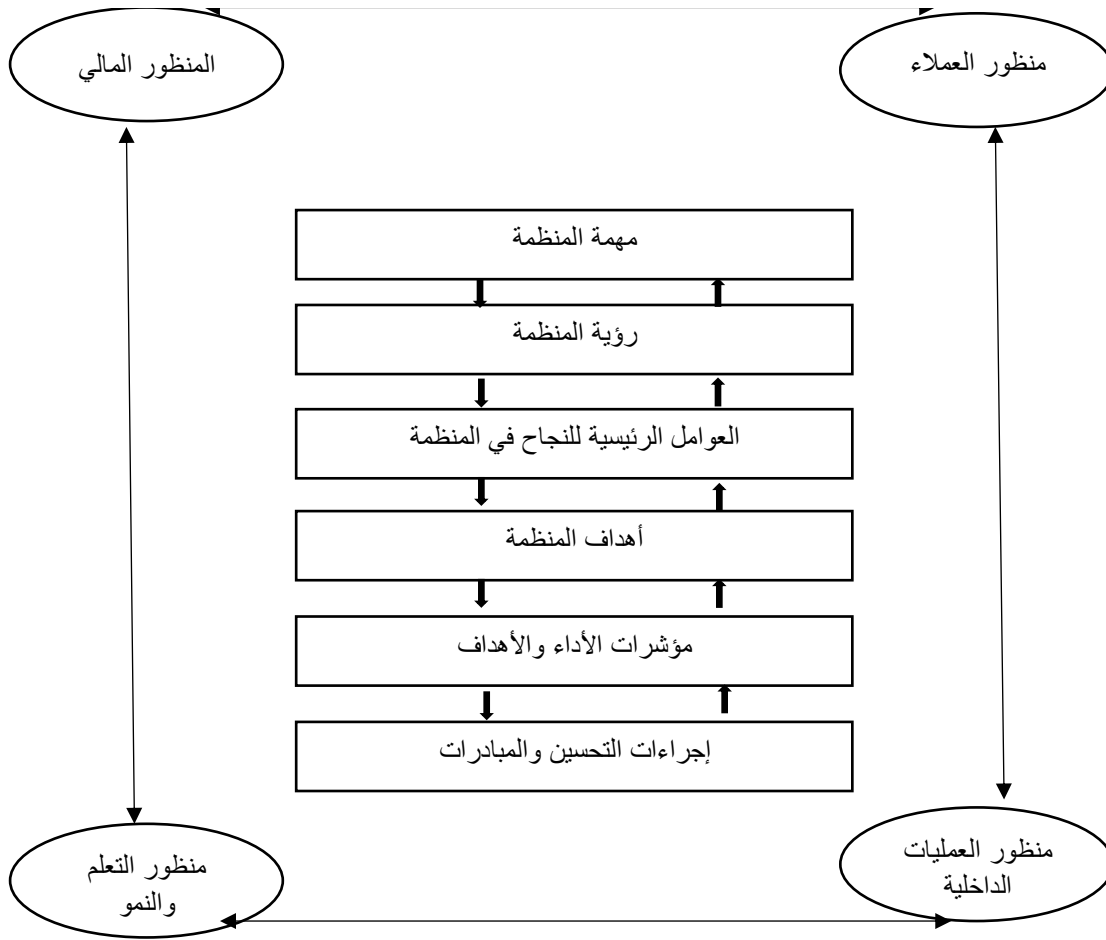 منظور العملاء
المنظور المالي
مهمة المنظمة
رؤية المنظمة
العوامل الرئيسية للنجاح في المنظمة
أهداف المنظمة
مؤشرات الأداء والأهداف
إجراءات التحسين والمبادرات
منظور العمليات
الداخلية
منظور التعلم
والنمو